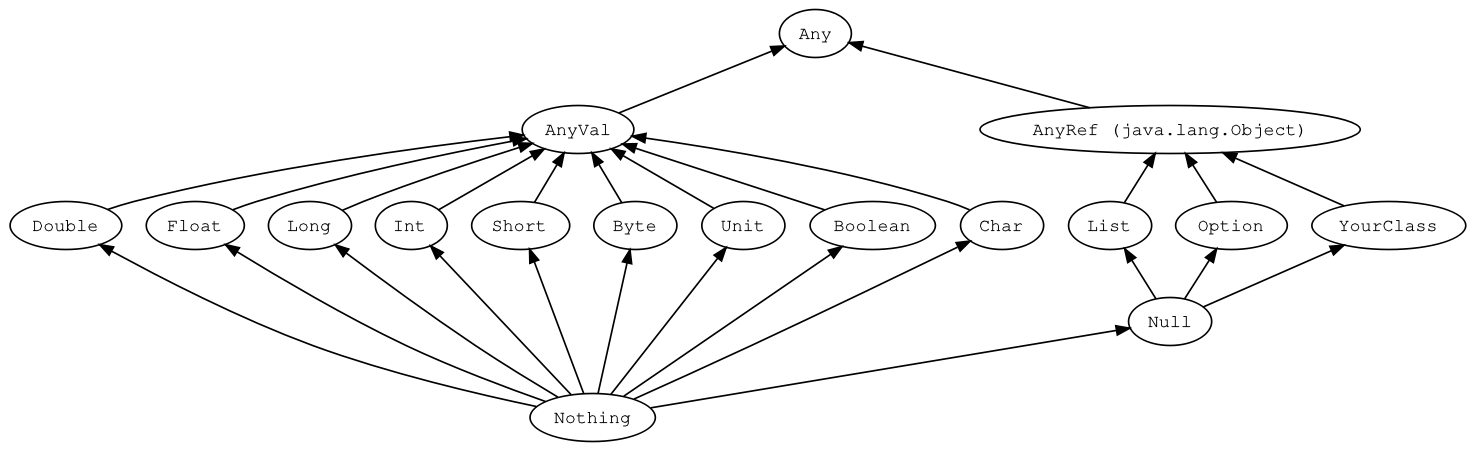 Any
AnyVal
AnyRef (java.lang.Object)
Double
Float
Long
Int
Short
Byte
Unit
Boolean
Char
List
Option
YourClass
Null
Nothing